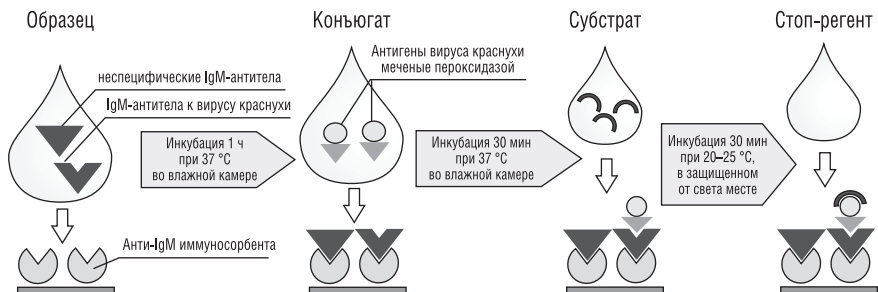 Образец
Конъюгат
Субстрат
Стоп-регент
неспецифические IgM-антитела
IgM-антитела к вирусу краснухи
Антигены вируса краснухи
меченые пероксидазой
Инкубация 1 ч
при 37 °C
во влажной камере
Инкубация 30 мин
при 37 °C
во влажной камере
Инкубация 30 мин
при 20–25 °C,
в защищенном
от света месте
Анти-IgM иммуносорбента